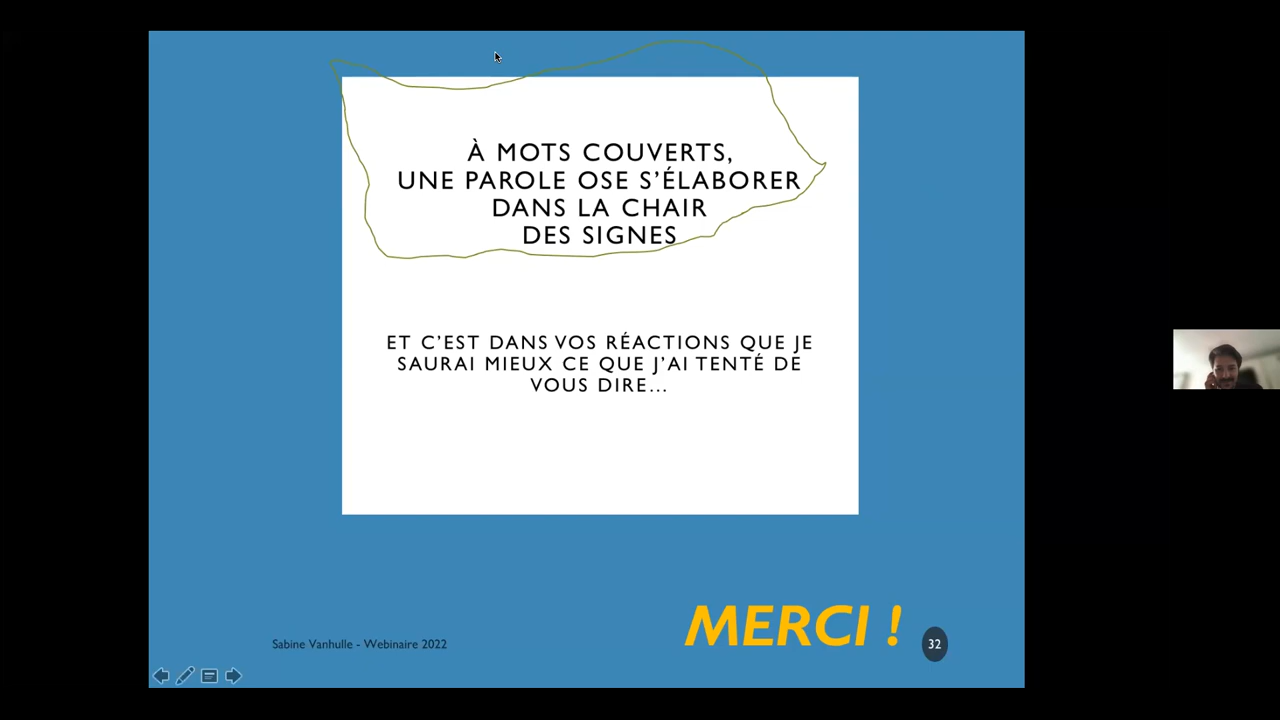 À MOTS COUVERTS,
UNE PAROLE OSE S’ÉLABORER
DANS LA CHAIR
DES SIGNES
ET C’EST DANS VOS RÉACTIONS QUE JE
SAURAI MIEUX CE QUE J’AI TENTÉ DE
VOUS DIRE…
MERCI !
Sabine Vanhulle - Webinaire 2022
32